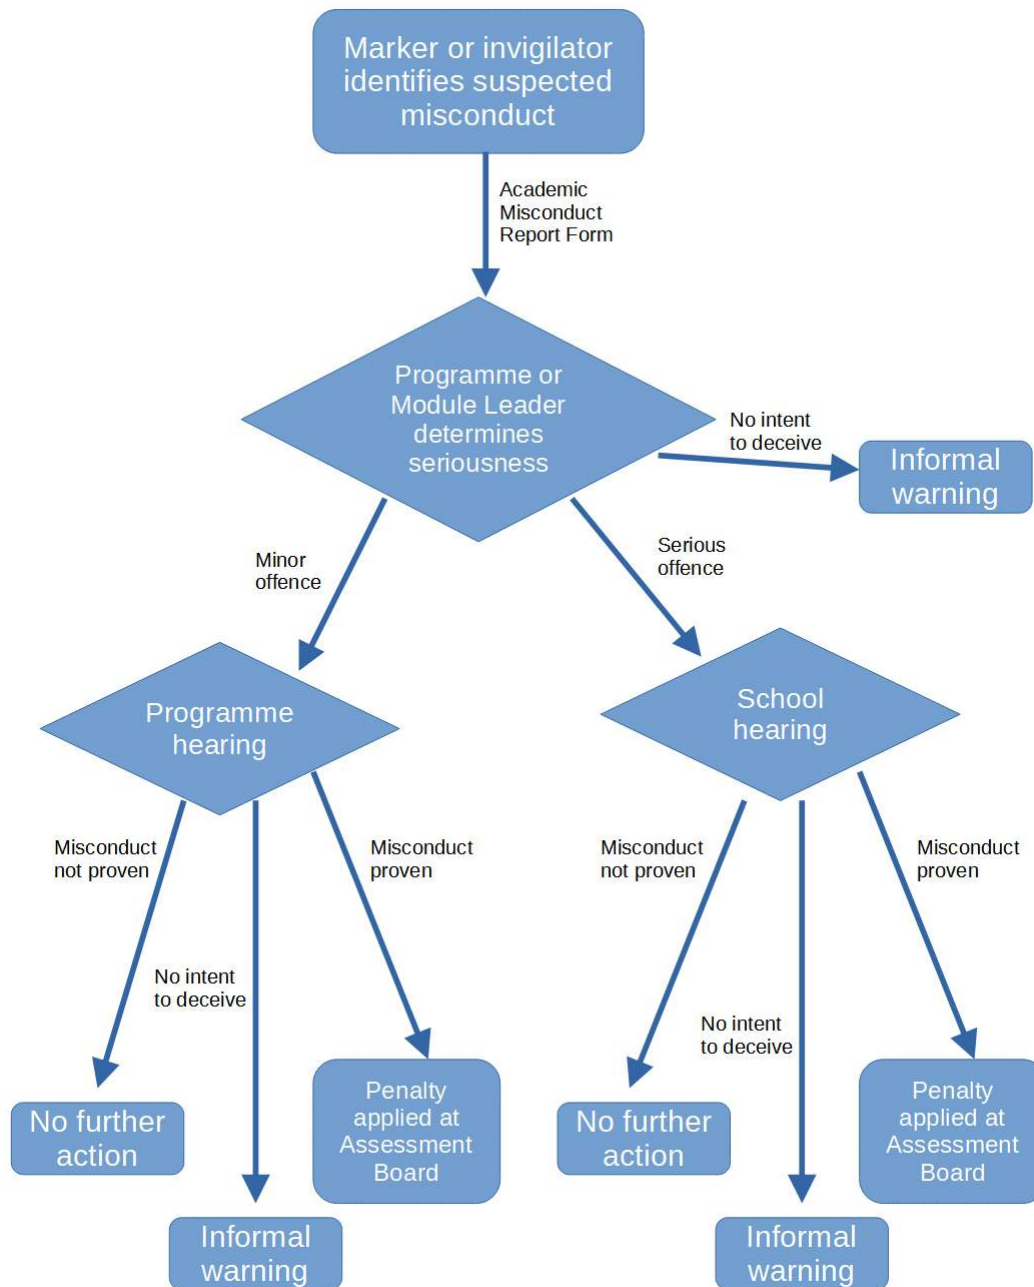 Marker or invigilator
identifies suspected
misconduct
Academic
Misconduct
Report Form
Programme or
Module Leader
determines
seriousness
No intent
to deceive
Informal
warning
Minor
offence
Serious
offence
Programme
hearing
School
hearing
Misconduct
not proven
Misconduct
proven
Misconduct
not proven
Misconduct
proven
No intent
to deceive
No intent
to deceive
No further
action
Penalty
applied at
Assessment
Board
No further
action
Penalty
applied at
Assessment
Board
Informal
warning
Informal
warning